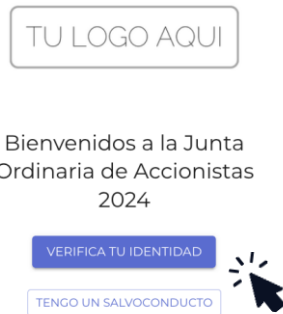 TU LOGO AQUI
Bienvenidos a la Junta
Ordinaria de Accionistas
2024
VERIFICA TU IDENTIDAD
TENGO UN SALVOCONDUCTO